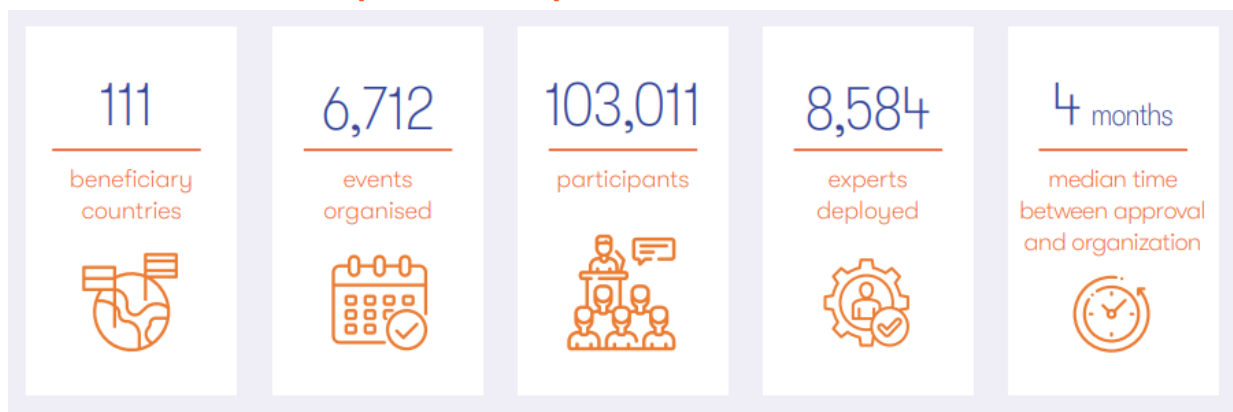 111
beneficiary
countries
6,712
events
organised
103,011
participants
8,584
experts
deployed
4 months
median time
between approval
and organization